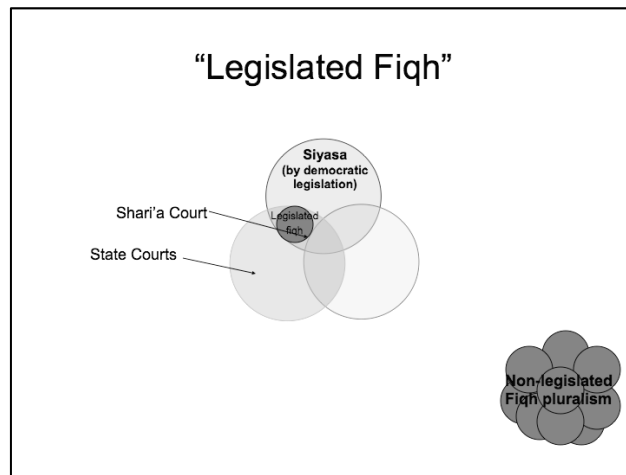 “Legislated Fiqh”
Siyasa
(by democratic
legislation)
Shari’a Court
Legislated
fiqh
State Courts
Non-legislated
Fiqh pluralism